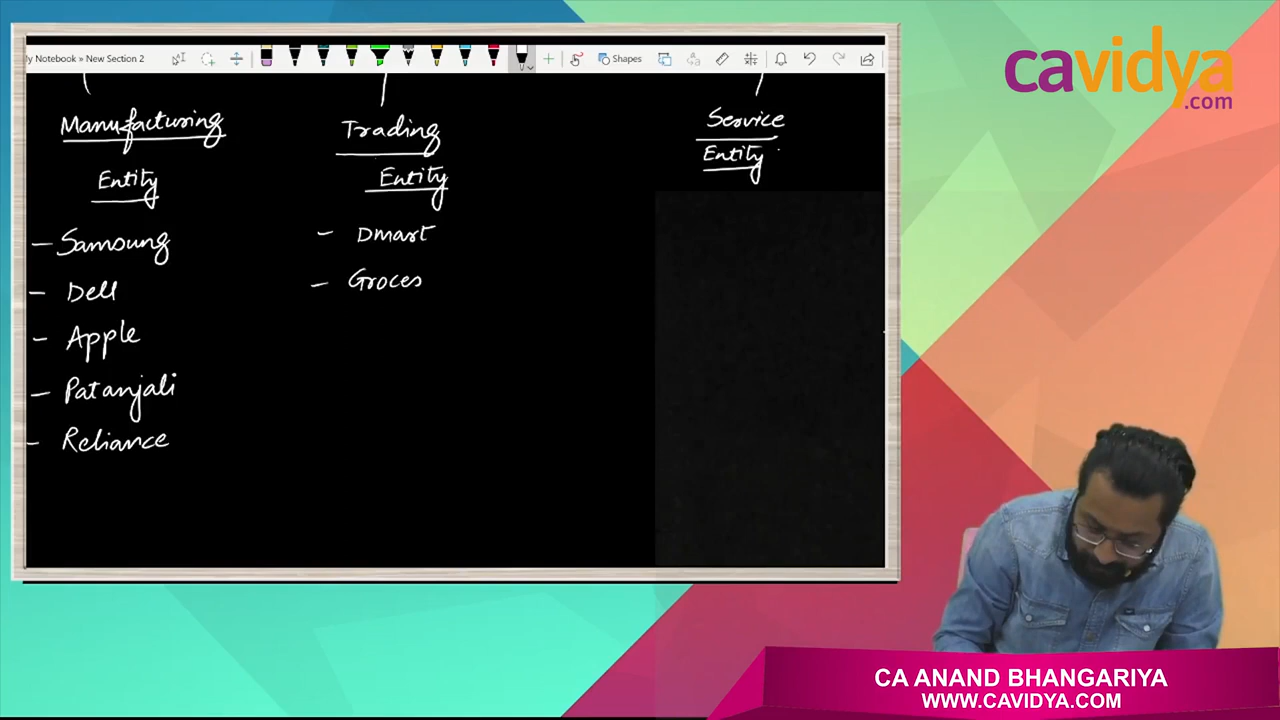 cavidya
.com
y Notebook » New Section 2
Shapes
Manufacturing
Entity
Samsung
Dell
Apple
Patanjali
Reliance
Trading
Entity
Dmart
Groces
Service
Entity
CA ANAND BHANGARIYA
WWW.CAVIDYA.COM